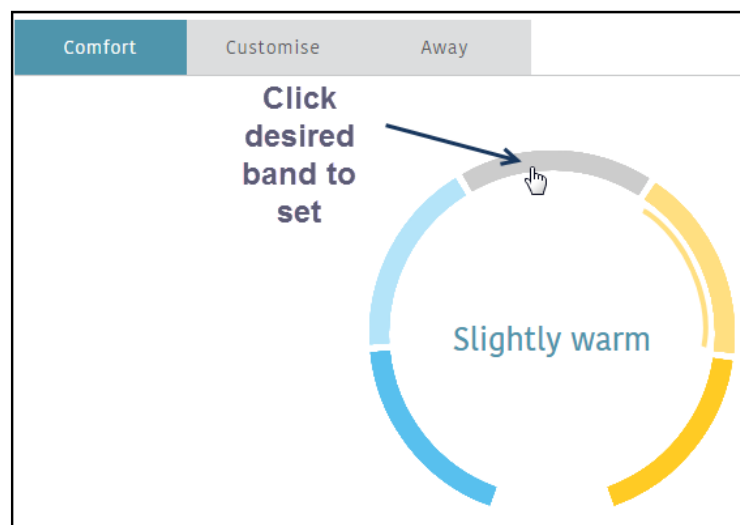 Comfort Customise Away
Click
desired
band to
set
Slightly warm